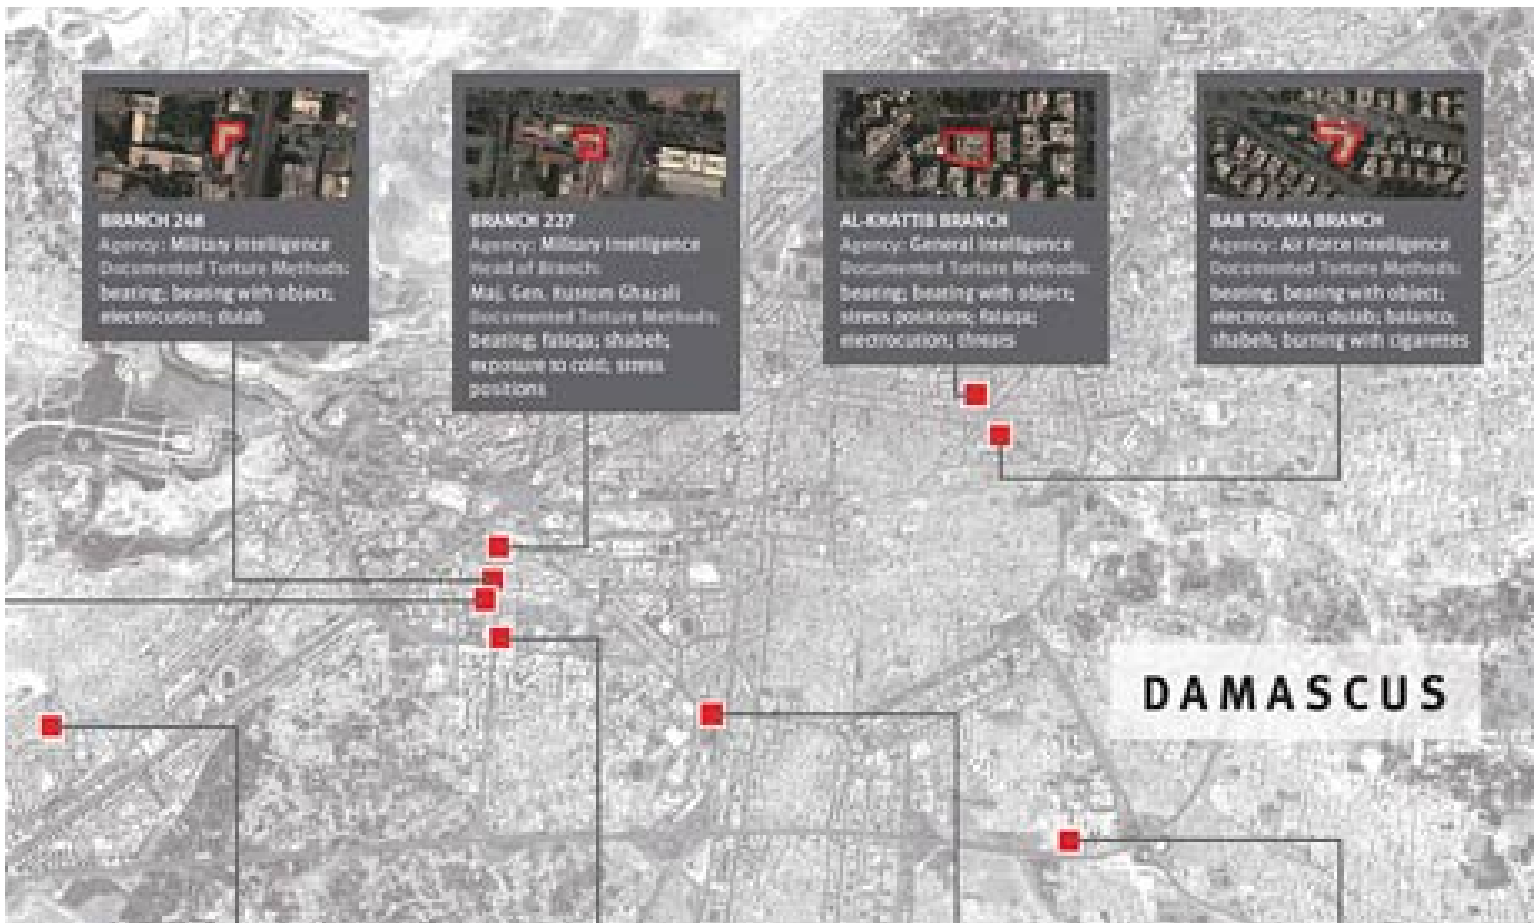 BRANCH 248
Agency: Military Intelligence
Documented Torture Methods:
beating; beating with object;
electrocution; dulab
BRANCH 227
Agency: Military Intelligence
Head of Branch:
Maj. Gen. Rustom Ghazali
Documented Torture Methods:
beating; falaqa; shabeh;
exposure to cold; stress
positions
AL-KHATTIB BRANCH
Agency: General Intelligence
Documented Torture Methods:
beating; beating with object;
stress positions; falaqa;
electrocution; threats
BAB TOUMA BRANCH
Agency: Air Force Intelligence
Documented Torture Methods:
beating; beating with object;
electrocution; dulab; balanco;
shabeh; burning with cigarettes
DAMASCUS